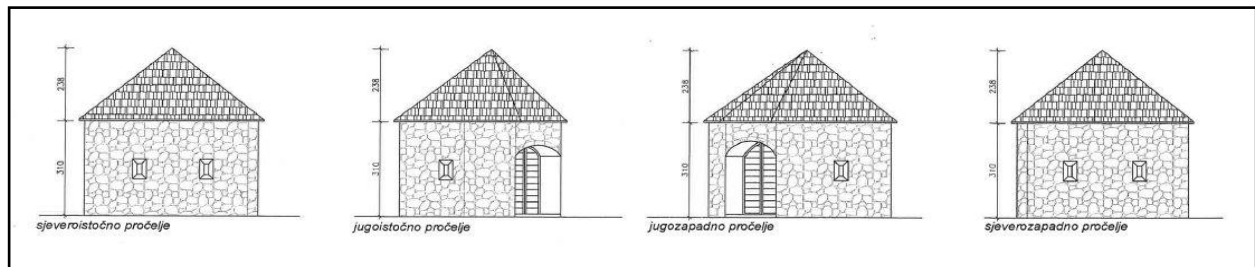 238
310
sjeveroistočno pročelje
238
310
jugoistočno pročelje
238
310
jugozapadno pročelje
238
310
sjeverozapadno pročelje